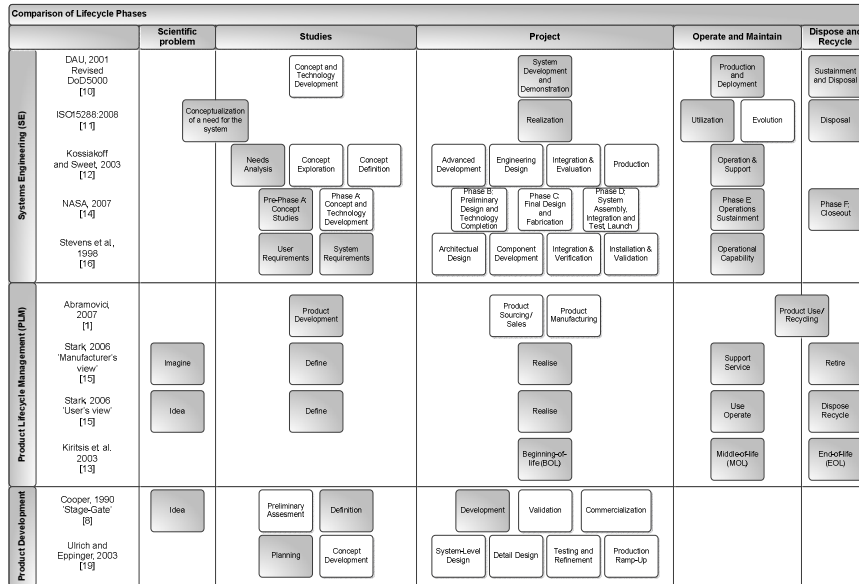 Comparison of Lifecycle Phases
Scientific
problem
Studies
Project
Operate and Maintain
Dispose and
Recycle
Systems Engineering (SE)
DAU, 2001
Revised
DoD5000
[10]
Concept and
Technology
Development
System
Development
and
Demonstration
Production
and
Deployment
Sustainment
and Disposal
ISO15288:2008
[11]
Conceptualization
of a need for the
system
Realization
Utilization
Evolution
Disposal
Kossiakoff
and Sweet, 2003
[12]
Needs
Analysis
Concept
Exploration
Concept
Definition
Advanced
Development
Engineering
Design
Integration &
Evaluation
Production
Operation &
Support
NASA, 2007
[14]
Pre-Phase A:
Concept
Studies
Phase A:
Concept and
Technology
Development
Phase B:
Preliminary
Design and
Technology
Completion
Phase C:
Final Design
and
Fabrication
Phase D:
System
Assembly,
Integration and
Test, Launch
Phase E:
Operations
Sustainment
Phase F:
Closeout
Stevens et al.,
1998
[16]
User
Requirements
System
Requirements
Architectual
Design
Component
Development
Integration &
Verification
Installation &
Validation
Operational
Capability
Product Lifecycle Management (PLM)
Abramovici,
2007
[1]
Product
Development
Product
Sourcing/
Sales
Product
Manufacturing
Product Use/
Recycling
Stark, 2006
'Manufacturer's
view'
[15]
Imagine
Define
Realise
Support
Service
Retire
Stark, 2006
'User's view'
[15]
Idea
Define
Realise
Use
Operate
Dispose
Recycle
Kiritsis et al.
2003
[13]
Beginning-of-
life (BOL)
Middle-of-life
(MOL)
End-of-life
(EOL)
Product Development
Cooper, 1990
'Stage-Gate'
[8]
Idea
Preliminary
Assesment
Definition
Development
Validation
Commercialization
Ulrich and
Eppinger, 2003
[19]
Planning
Concept
Development
System-Level
Design
Detail Design
Testing and
Refinement
Production
Ramp-Up